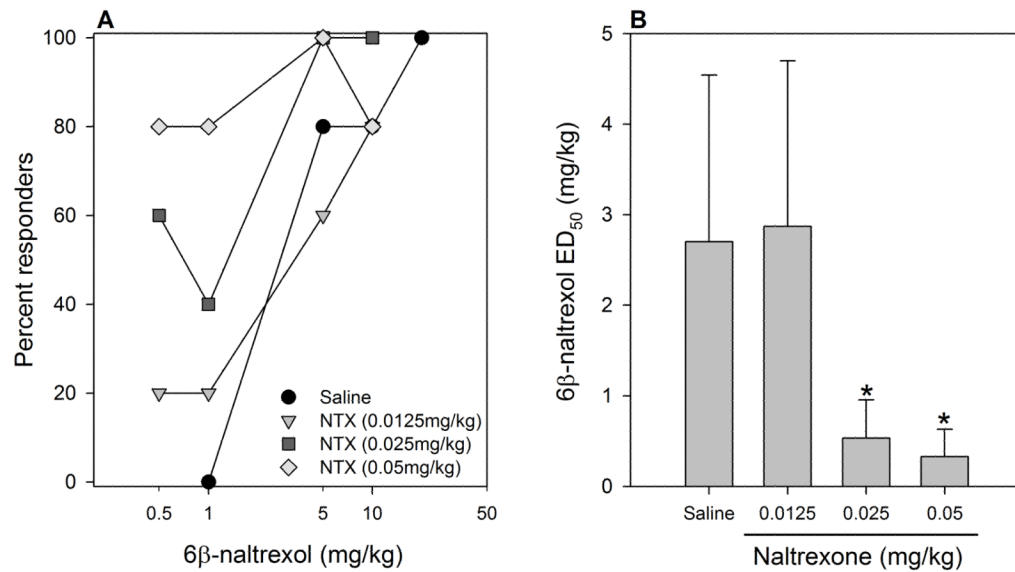 A
100
80
60
40
20
0
Percent responders
0.5 1 5 10 50
6β-naltrexol (mg/kg)
Saline
NTX (0.0125mg/kg)
NTX (0.025mg/kg)
NTX (0.05mg/kg)
B
5
4
3
2
1
0
6β-naltrexol ED50 (mg/kg)
* *
Saline 0.0125 0.025 0.05
Naltrexone (mg/kg)